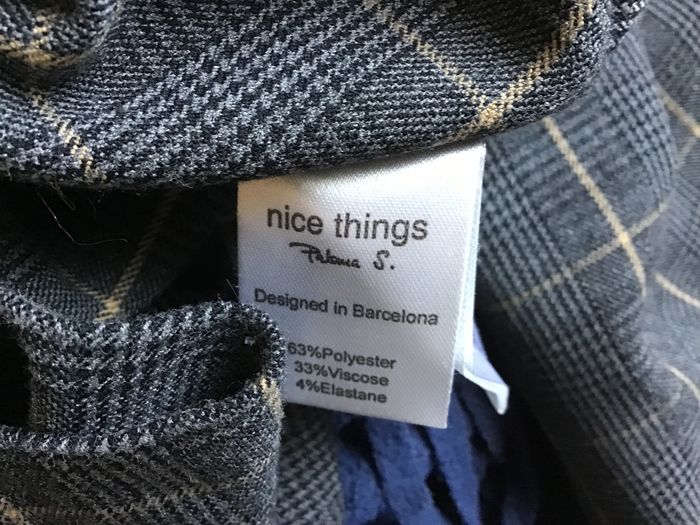 nice things
Paloma S.
Designed in Barcelona
63%Polyester
33%Viscose
4%Elastane